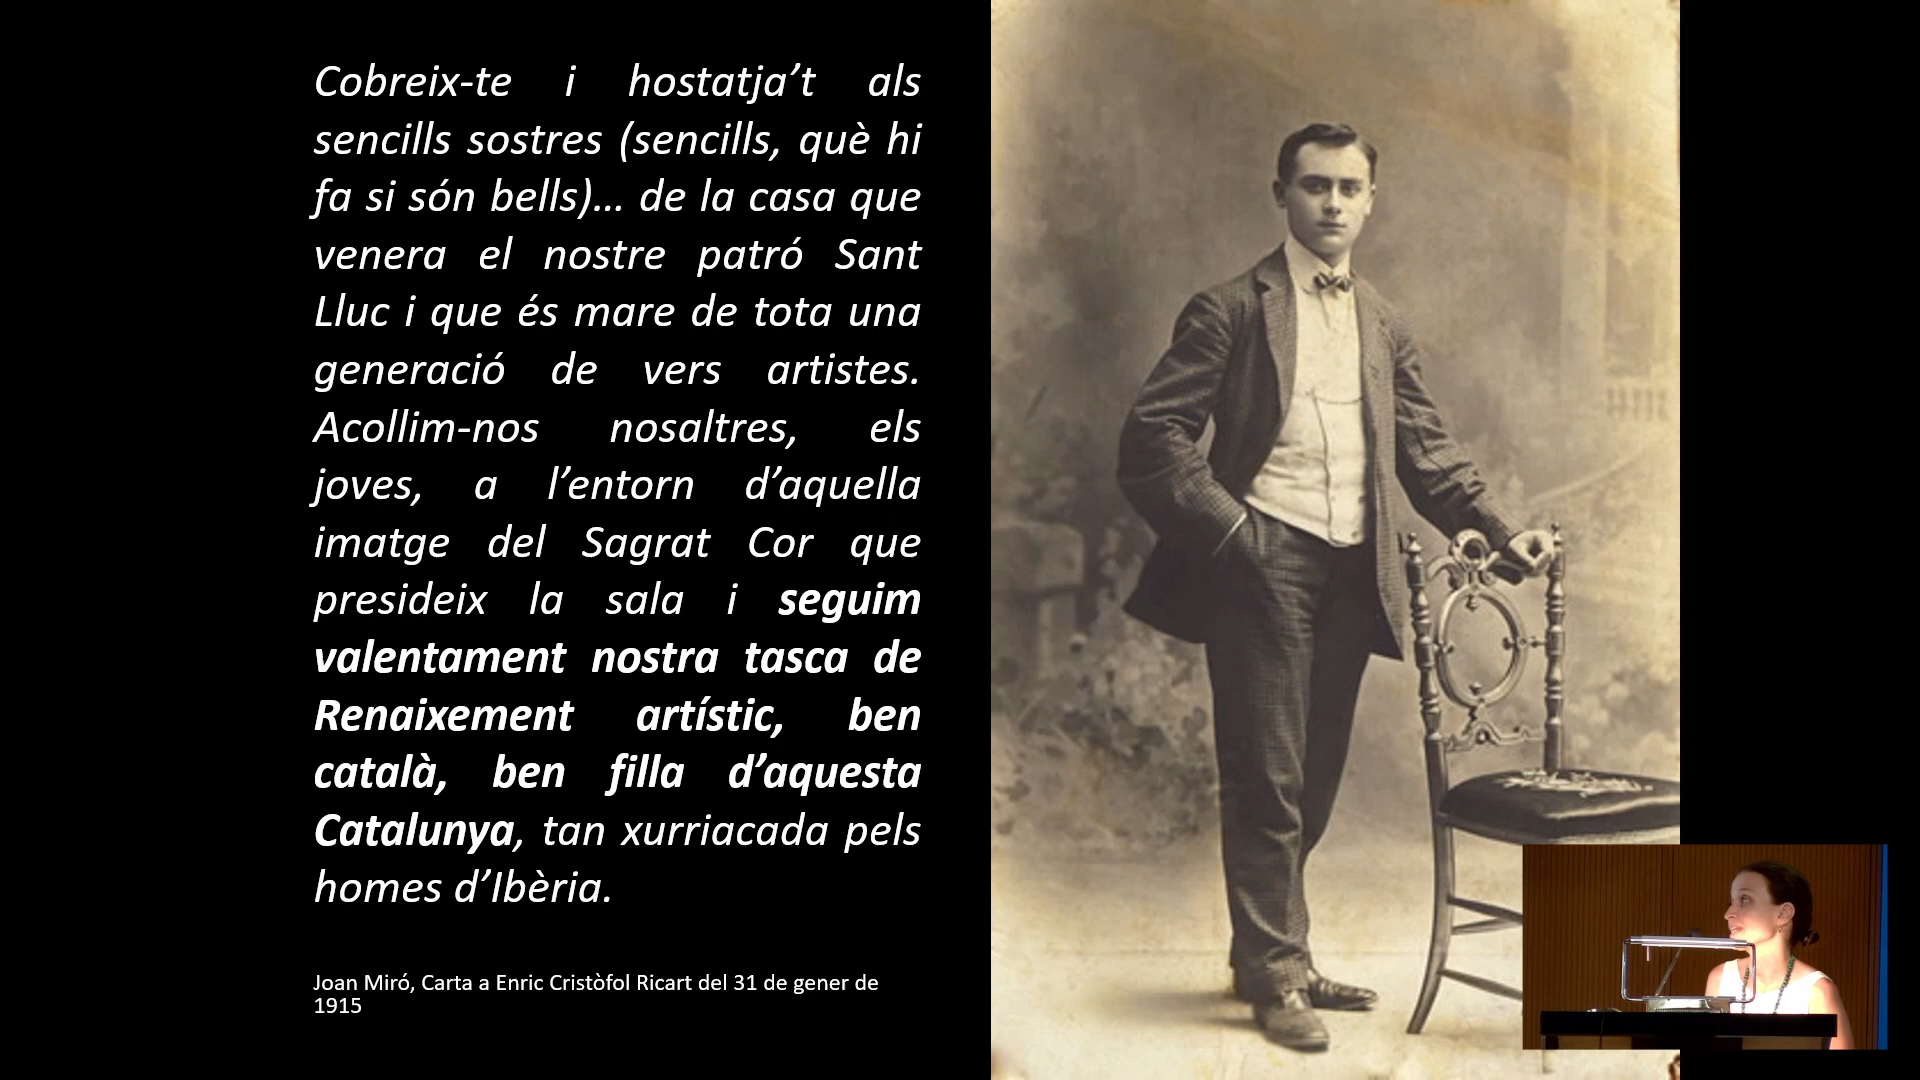 Cobreix-te i hostatja’t als
sencills sostres (sencills, què hi
fa si són bells)... de la casa que
venera el nostre patró Sant
Lluc i que és mare de tota una
generació de vers artistes.
Acollim-nos nosaltres, els
joves, a l’entorn d’aquella
imatge del Sagrat Cor que
presideix la sala i seguim
valentament nostra tasca de
Renaixement artístic, ben
català, ben filla d’aquesta
Catalunya, tan xurriacada pels
homes d’Ibèria.
Joan Miró, Carta a Enric Cristòfol Ricart del 31 de gener de
1915